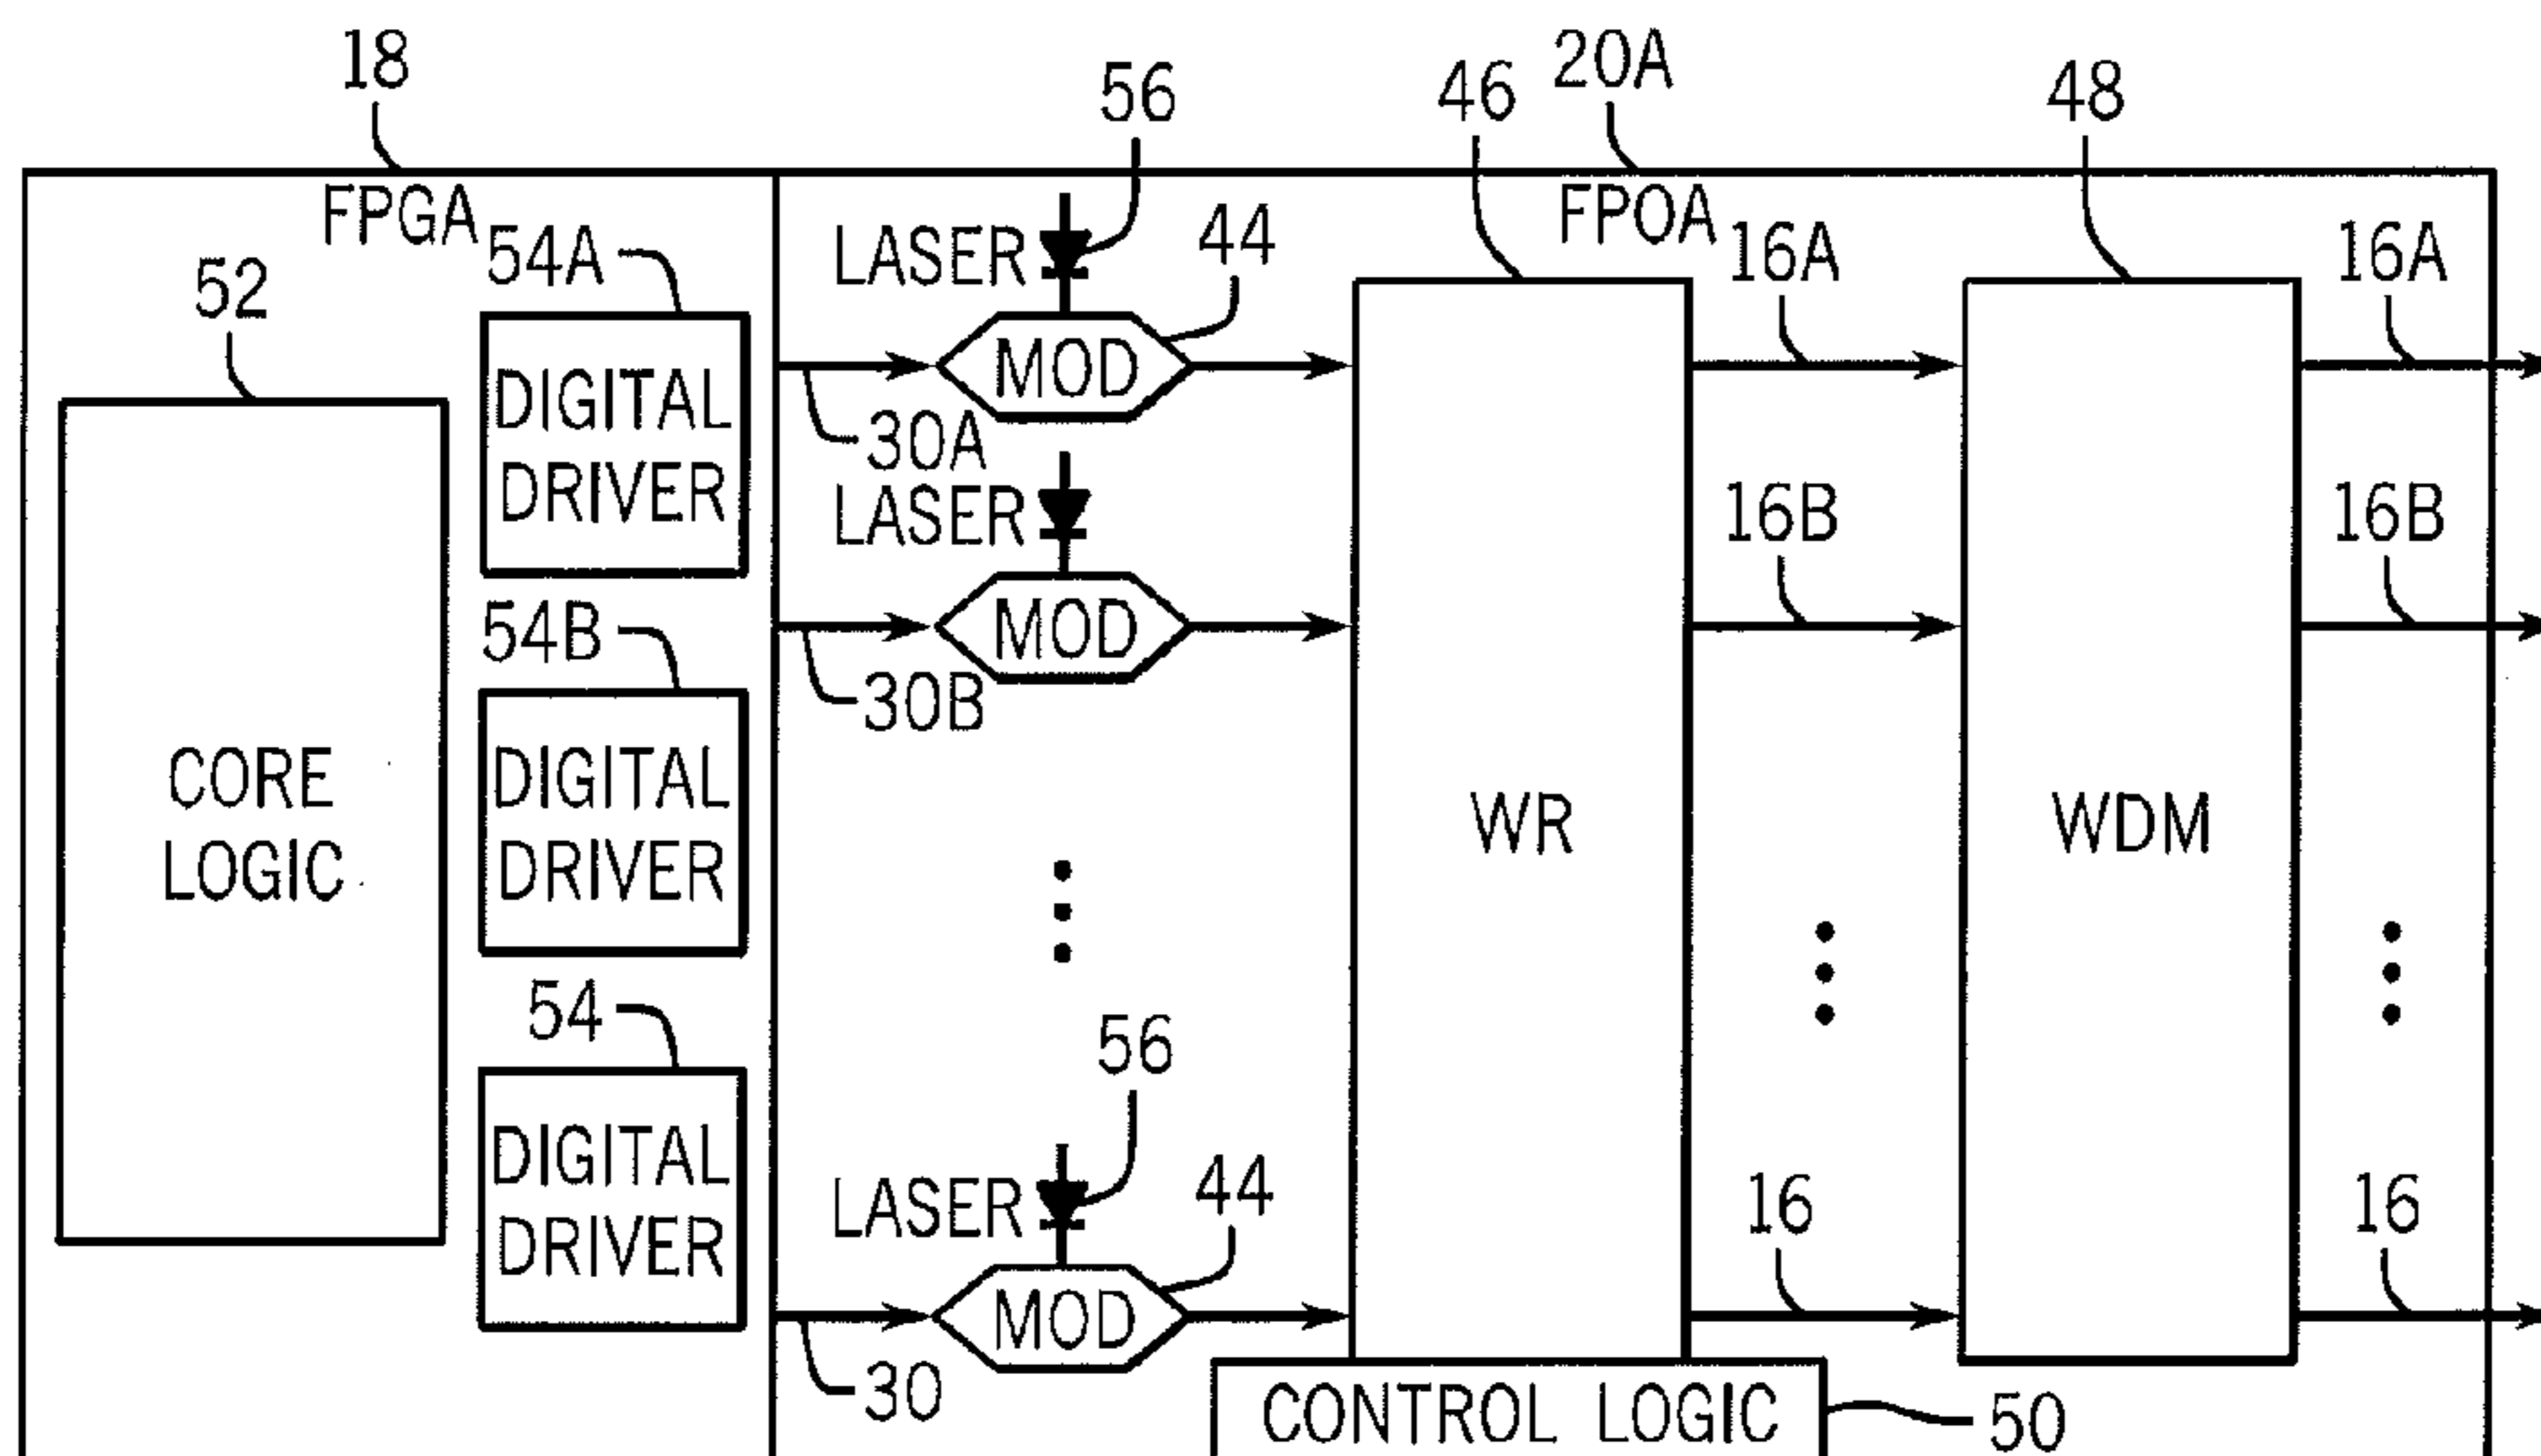 18
56
46
20A
48
FPGA
FPOA
52
54A
LASER
44
16A
16A
DIGITAL
DRIVER
MOD
30A
LASER
16B
16B
54B
MOD
30B
CORE
LOGIC
DIGITAL
DRIVER
WR
WDM
54
56
DIGITAL
DRIVER
LASER
44
16
16
MOD
30
CONTROL LOGIC
50